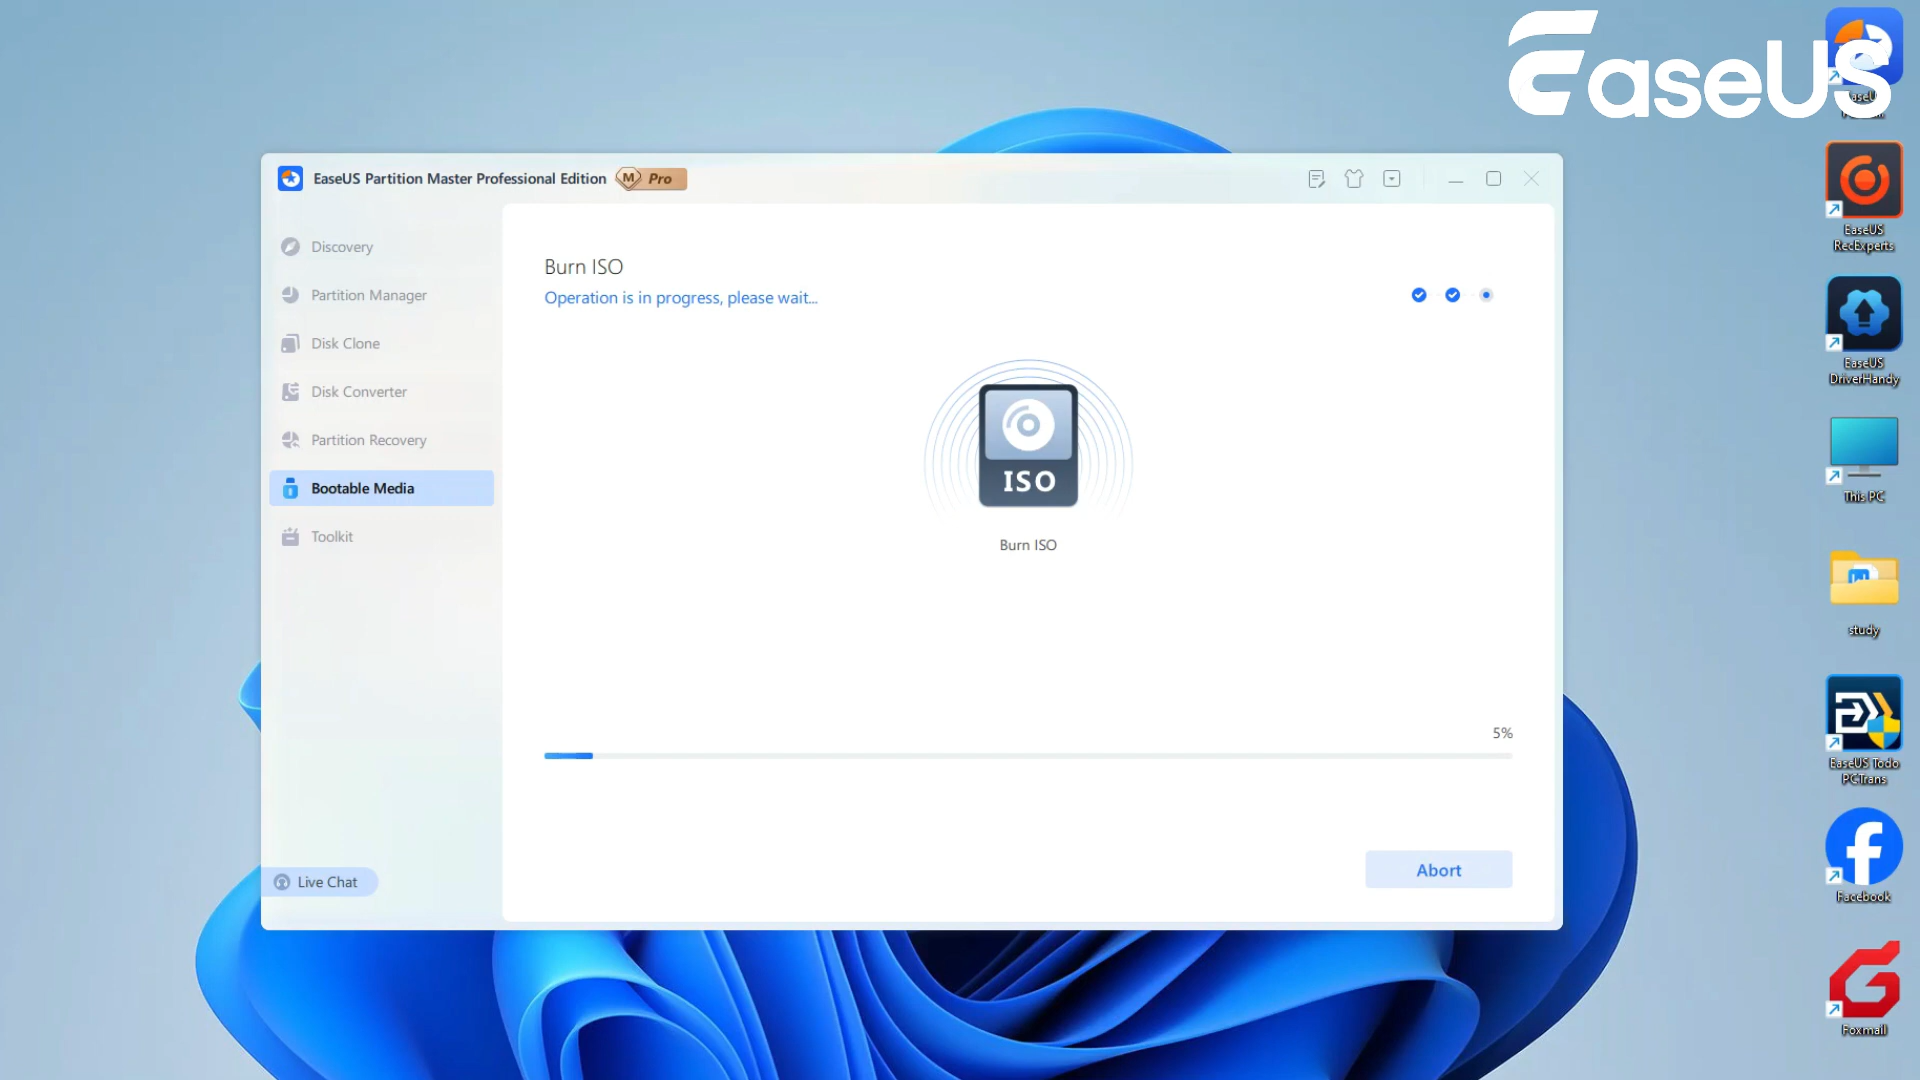 EaseUS
EaseUS Partition Master Professional Edition
M Pro
Discovery
Partition Manager
Disk Clone
Disk Converter
Partition Recovery
Bootable Media
Toolkit
Live Chat
Burn ISO
Operation is in progress, please wait...
ISO
Burn ISO
5%
Abort
EaseUS
RecExperts
EaseUS
DriverHandy
This PC
study
EaseUS Todo
PCTrans
Facebook
Foxmail